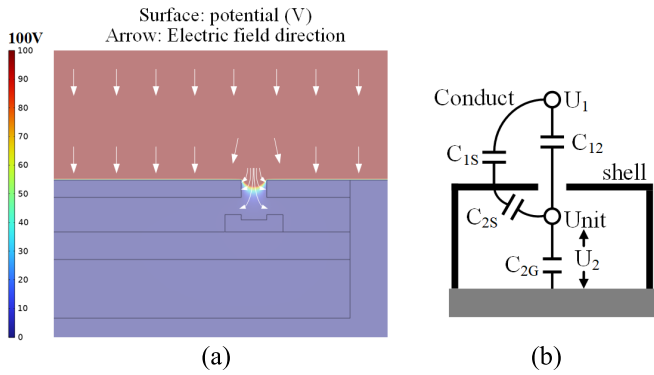 Surface: potential (V)
Arrow: Electric field direction
100V
100
90
80
70
60
50
40
30
20
10
0
(a)
Conduct
U1
C12
C1S
shell
C2S
Unit
U2
C2G
(b)